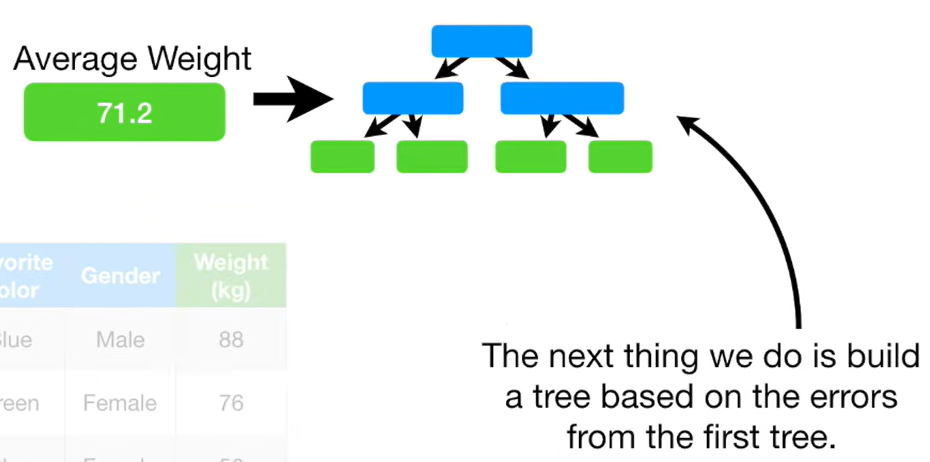 Average Weight
71.2
Gender
Weight
(kg)
Male
88
Female
76
The next thing we do is build
a tree based on the errors
from the first tree.